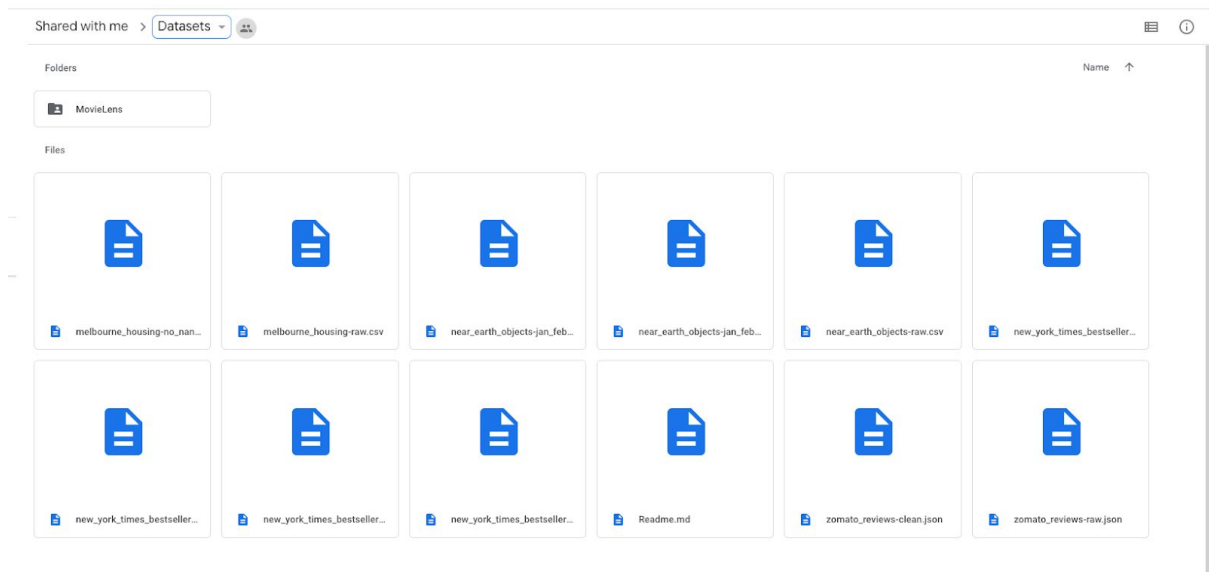 Shared with me > Datasets
Folders
Name
MovieLens
Files
melbourne_housing-no_nan...
melbourne_housing-raw.csv
near_earth_objects-jan_feb...
near_earth_objects-jan_feb...
near_earth_objects-raw.csv
new_york_times_bestseller...
new_york_times_bestseller...
new_york_times_bestseller...
new_york_times_bestseller...
Readme.md
zomato_reviews-clean.json
zomato_reviews-raw.json